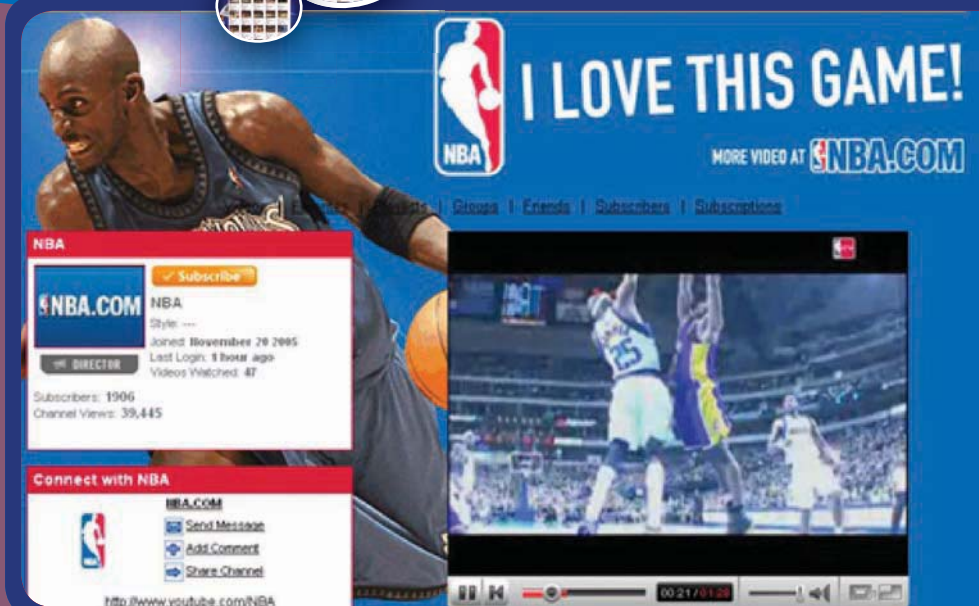 NBA
I LOVE THIS GAME!
MORE VIDEO AT NBA.COM
| Groups | Friends | Subscribers | Subscriptions
NBA
Subscribe
NBA.COM
NBA
Style: ---
Joined: November 20 2005
Last Login: 1 hour ago
Videos Watched: 47
DIRECTOR
Subscribers: 1906
Channel Views: 39,445
Connect with NBA
NBA.COM
Send Message
Add Comment
Share Channel
http://www.youtube.com/NBA
25
00:21 / 01:28